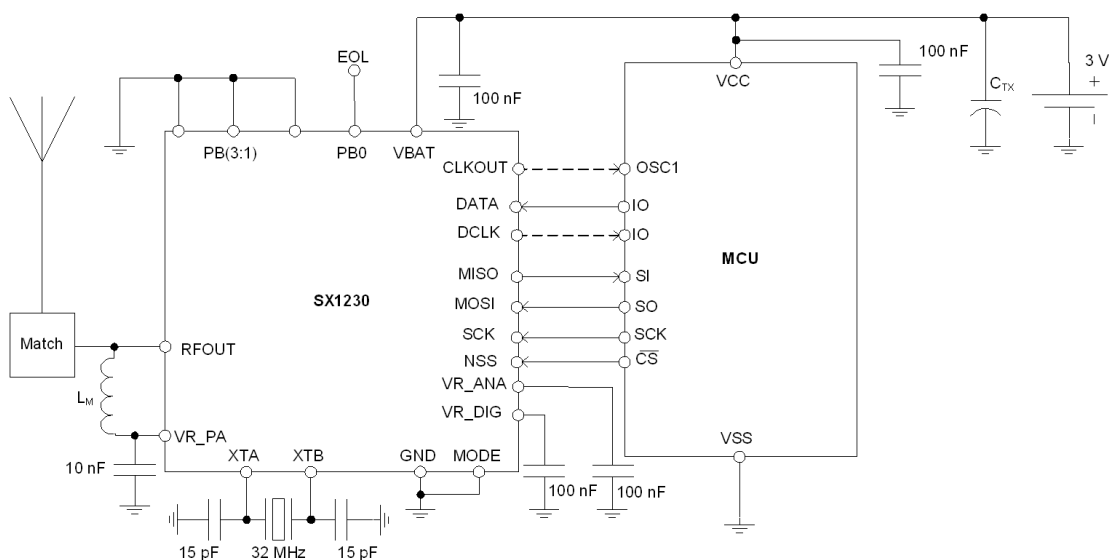 EOL
100 nF
VCC
100 nF
C_TX
3 V
+
PB(3:1)
PB0
VBAT
CLKOUT
OSC1
DATA
IO
DCLK
IO
MISO
SI
MCU
SX1230
MOSI
SO
SCK
SCK
NSS
CS
Match
RFOUT
VR_ANA
L_M
VR_DIG
VR_PA
VSS
XTA
XTB
GND
MODE
10 nF
100 nF
100 nF
15 pF
32 MHz
15 pF